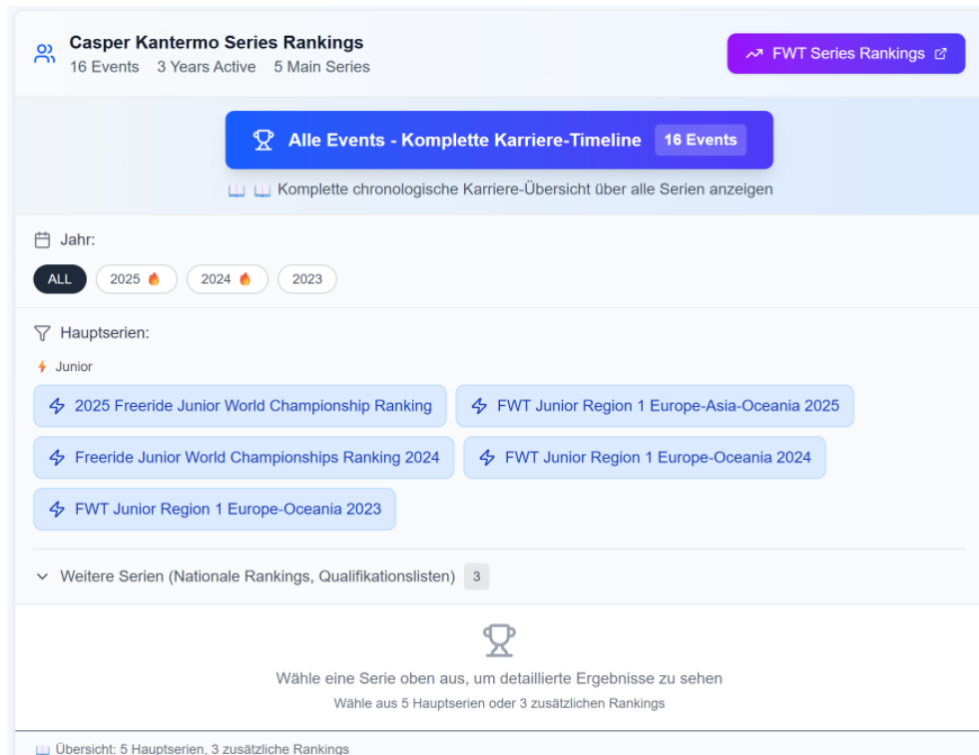 Casper Kantermo Series Rankings
16 Events 3 Years Active 5 Main Series
FWT Series Rankings
Alle Events - Komplette Karriere-Timeline 16 Events
Komplette chronologische Karriere-Übersicht über alle Serien anzeigen
Jahr:
ALL 2025 2024 2023
Hauptserien:
Junior
2025 Freeride Junior World Championship Ranking
FWT Junior Region 1 Europe-Asia-Oceania 2025
Freeride Junior World Championships Ranking 2024
FWT Junior Region 1 Europe-Oceania 2024
FWT Junior Region 1 Europe-Oceania 2023
Weitere Serien (Nationale Rankings, Qualifikationslisten) 3
Wähle eine Serie oben aus, um detaillierte Ergebnisse zu sehen
Wähle aus 5 Hauptserien oder 3 zusätzlichen Rankings
Übersicht: 5 Hauptserien, 3 zusätzliche Rankings